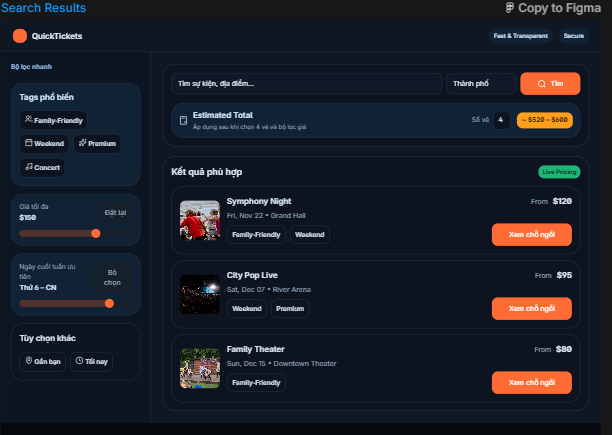 Search Results
Copy to Figma
QuickTickets
Fast & Transparent
Secure
Bộ lọc nhanh
Tags phổ biến
Family-Friendly
Weekend
Premium
Concert
Giá tối đa
$150
Đặt lại
Ngày cuối tuần ưu
tiên
Thứ 6 – CN
Bỏ
chọn
Tùy chọn khác
Gần bạn
Tối nay
Tìm sự kiện, địa điểm...
Thành phố
Tìm
Estimated Total
Áp dụng sau khi chọn 4 vé và bộ lọc giá
Số vé
4
~ $520 – $600
Kết quả phù hợp
Live Pricing
Symphony Night
Fri, Nov 22 • Grand Hall
Family-Friendly
Weekend
From $120
Xem chỗ ngồi
City Pop Live
Sat, Dec 07 • River Arena
Weekend
Premium
From $95
Xem chỗ ngồi
Family Theater
Sun, Dec 15 • Downtown Theater
Family-Friendly
From $80
Xem chỗ ngồi